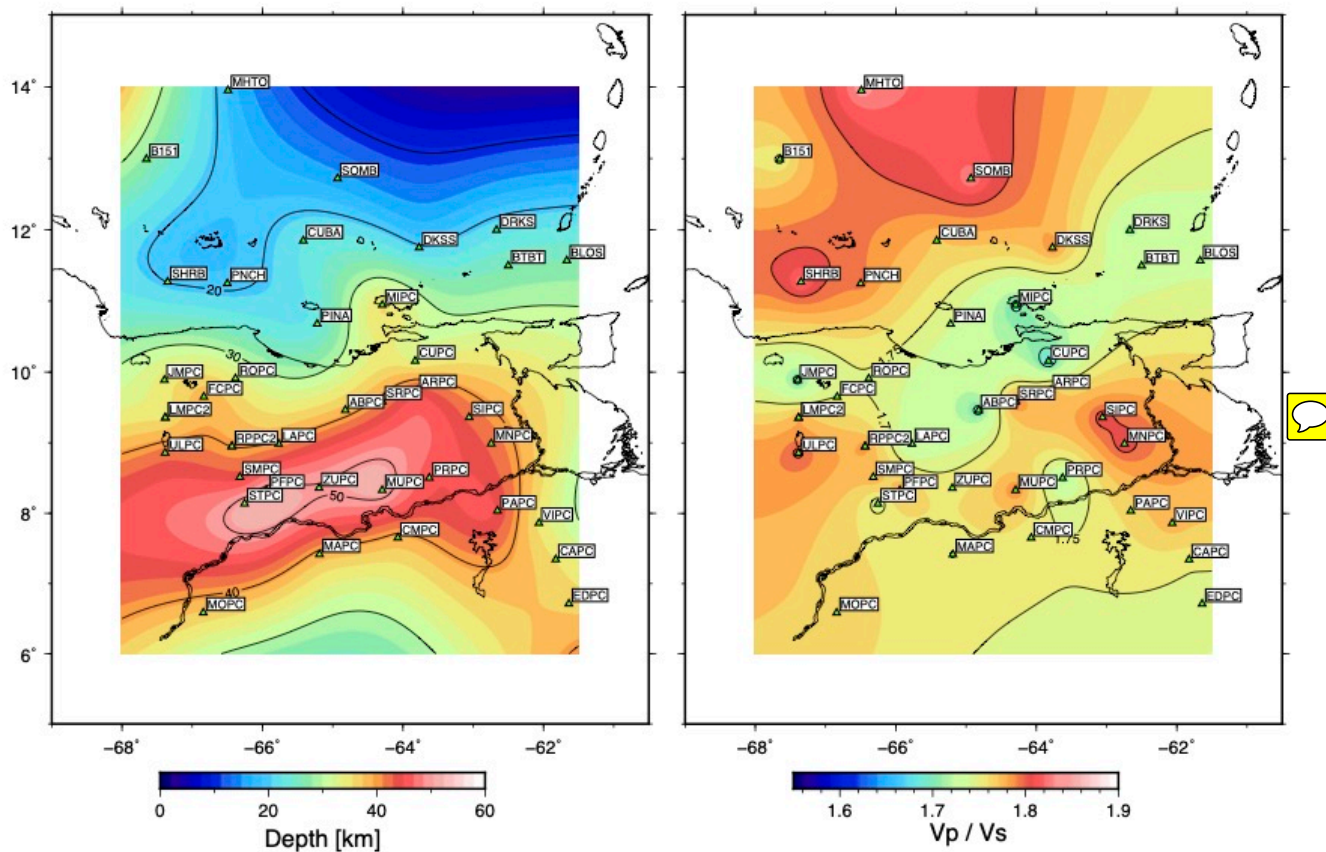 MHTO
14°
B151
SOMB
12°
CUBA
DRKS
DKSS
BTBT
BLOS
SHRB
PNCH
20
MIPC
PINA
30
CUPC
10°
UMPC
ROPC
FCPC
ARPC
SRPC
ABPC
SIPC
LMPC2
ULPC
RPPC2
LAPC
MNPC
SMPC
PFPC
ZUPC
PRPC
MUPC
STPC
50
PAPC
8°
VIPC
CMPC
MAPC
CAPC
40
EDPC
MOPC
6°
−68°
−66°
−64°
−62°
0
20
40
60
Depth [km]
MHTO
B151
SOMB
CUBA
DRKS
DKSS
BTBT
BLOS
SHRB
PNCH
MIPC
PINA
1.75
CUPC
UMPC
ROPC
FCPC
ARPC
SRPC
ABPC
SIPC
LMPC2
ULPC
RPPC2
LAPC
MNPC
SMPC
PFPC
ZUPC
PRPC
MUPC
STPC
PAPC
VIPC
CMPC
1.75
MAPC
CAPC
EDPC
MOPC
−68°
−66°
−64°
−62°
1.6
1.7
1.8
1.9
Vp / Vs